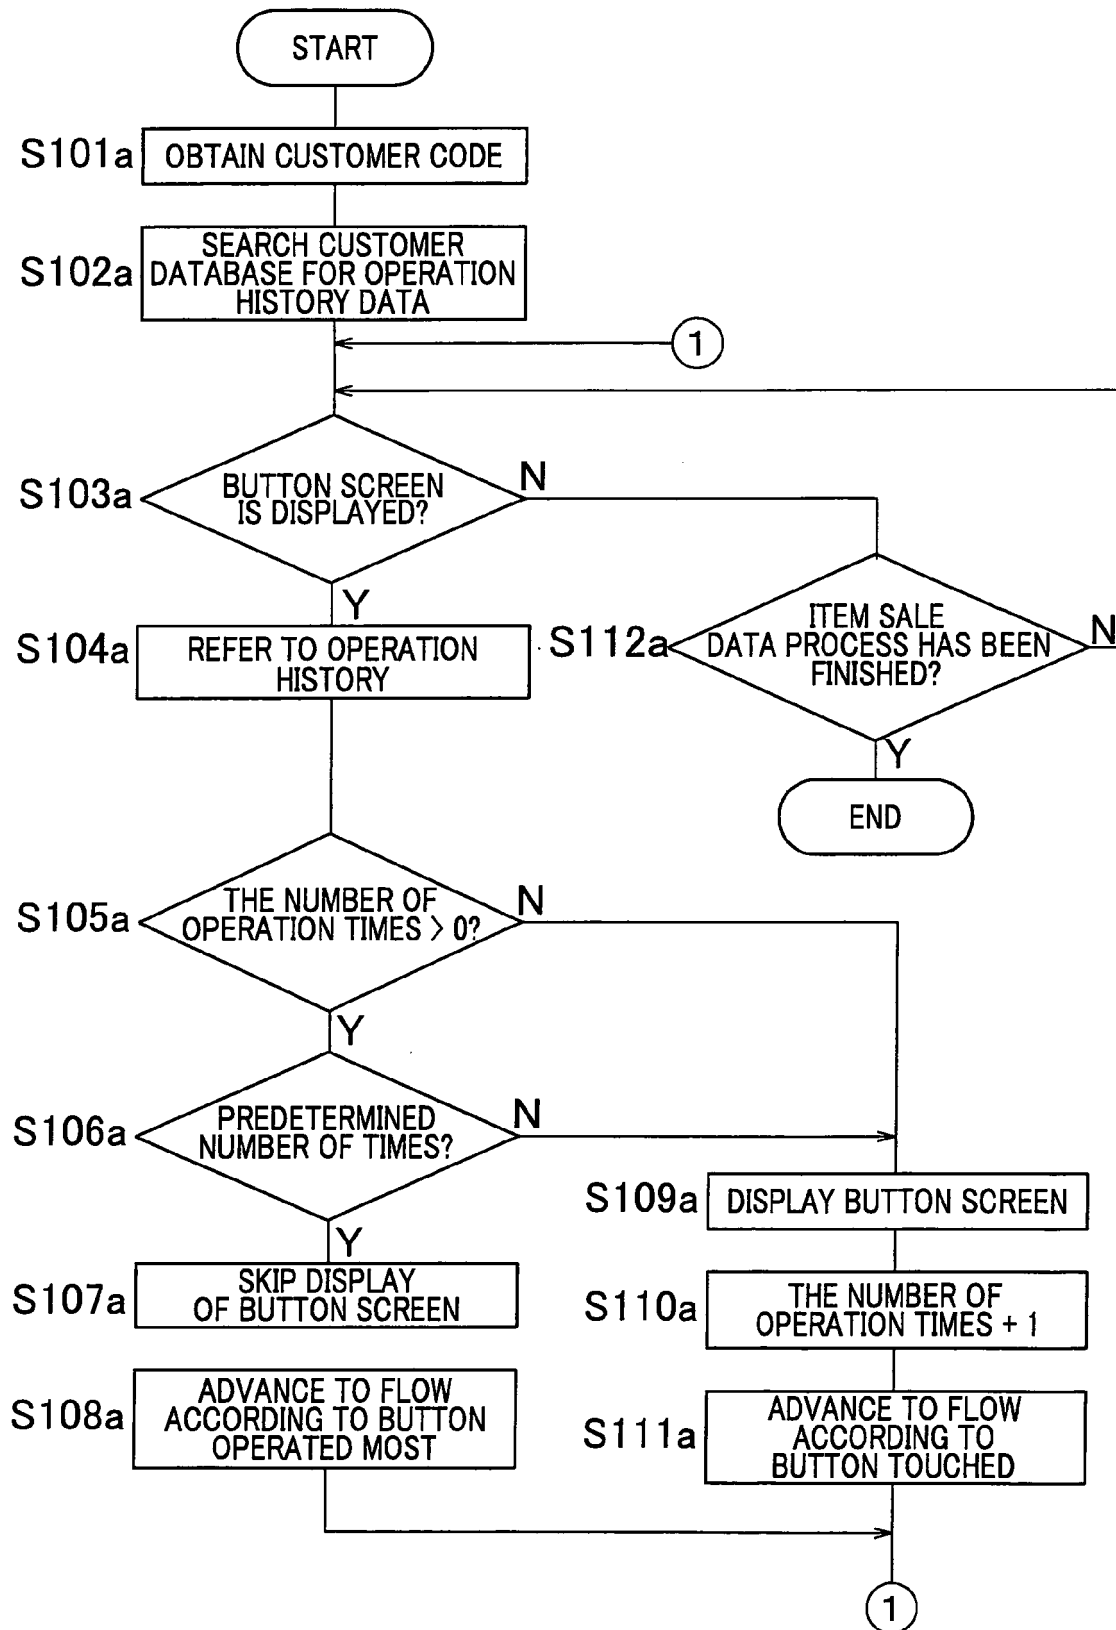 START
S101a
OBTAIN CUSTOMER CODE
S102a
SEARCH CUSTOMER
DATABASE FOR OPERATION
HISTORY DATA
1
S103a
BUTTON SCREEN
IS DISPLAYED?
N
Y
S104a
REFER TO OPERATION
HISTORY
S112a
ITEM SALE
DATA PROCESS HAS BEEN
FINISHED?
N
Y
END
S105a
THE NUMBER OF
OPERATION TIMES > 0?
N
Y
S106a
PREDETERMINED
NUMBER OF TIMES?
N
Y
S107a
SKIP DISPLAY
OF BUTTON SCREEN
S108a
ADVANCE TO FLOW
ACCORDING TO BUTTON
OPERATED MOST
S109a
DISPLAY BUTTON SCREEN
S110a
THE NUMBER OF
OPERATION TIMES + 1
S111a
ADVANCE TO FLOW
ACCORDING TO
BUTTON TOUCHED
1